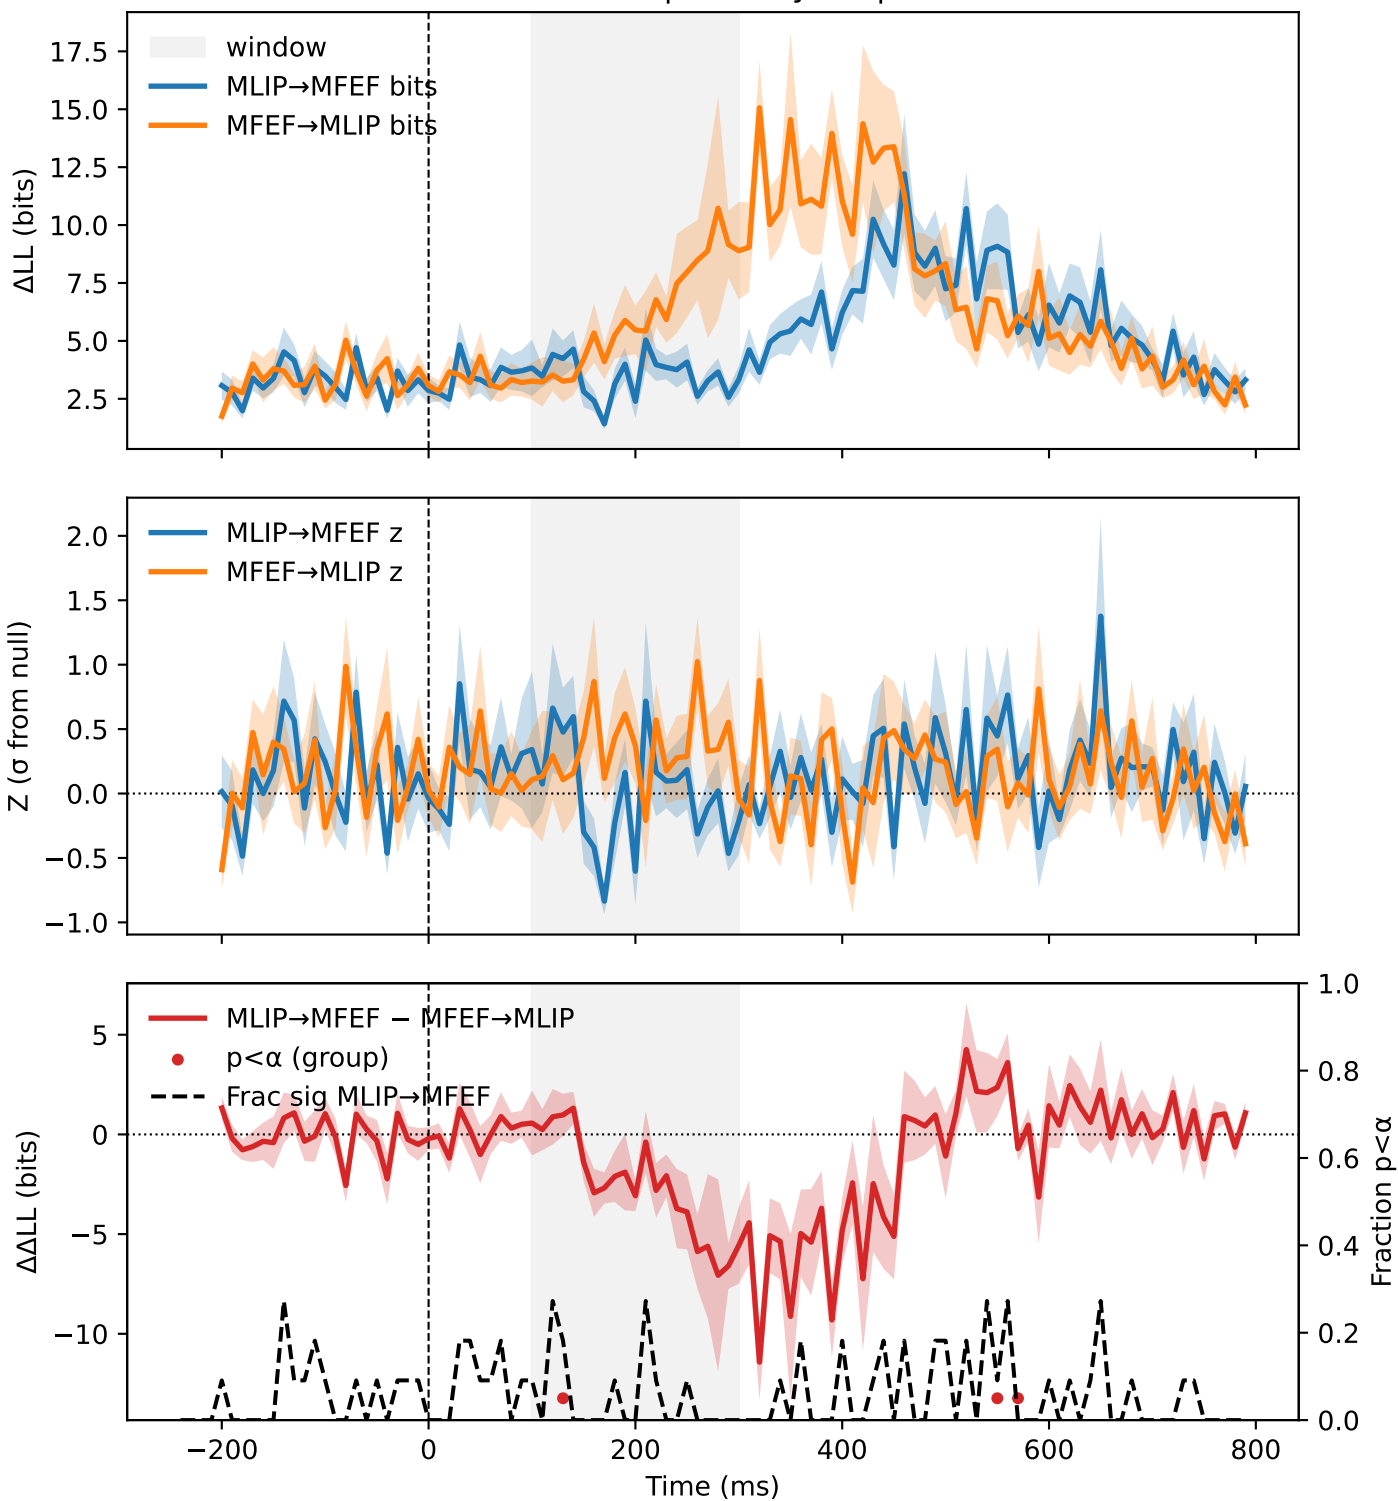 window
MLIP→MFEF bits
MFEF→MLIP bits
ΔLL (bits)
17.5
15.0
12.5
10.0
7.5
5.0
2.5
MLIP→MFEF z
MFEF→MLIP z
Z (σ from null)
2.0
1.5
1.0
0.5
0.0
−0.5
−1.0
MLIP→MFEF − MFEF→MLIP
p<α (group)
Frac sig MLIP→MFEF
ΔΔLL (bits)
5
0
−5
−10
1.0
0.8
0.6
0.4
0.2
0.0
Fraction p<α
−200
0
200
400
600
800
Time (ms)